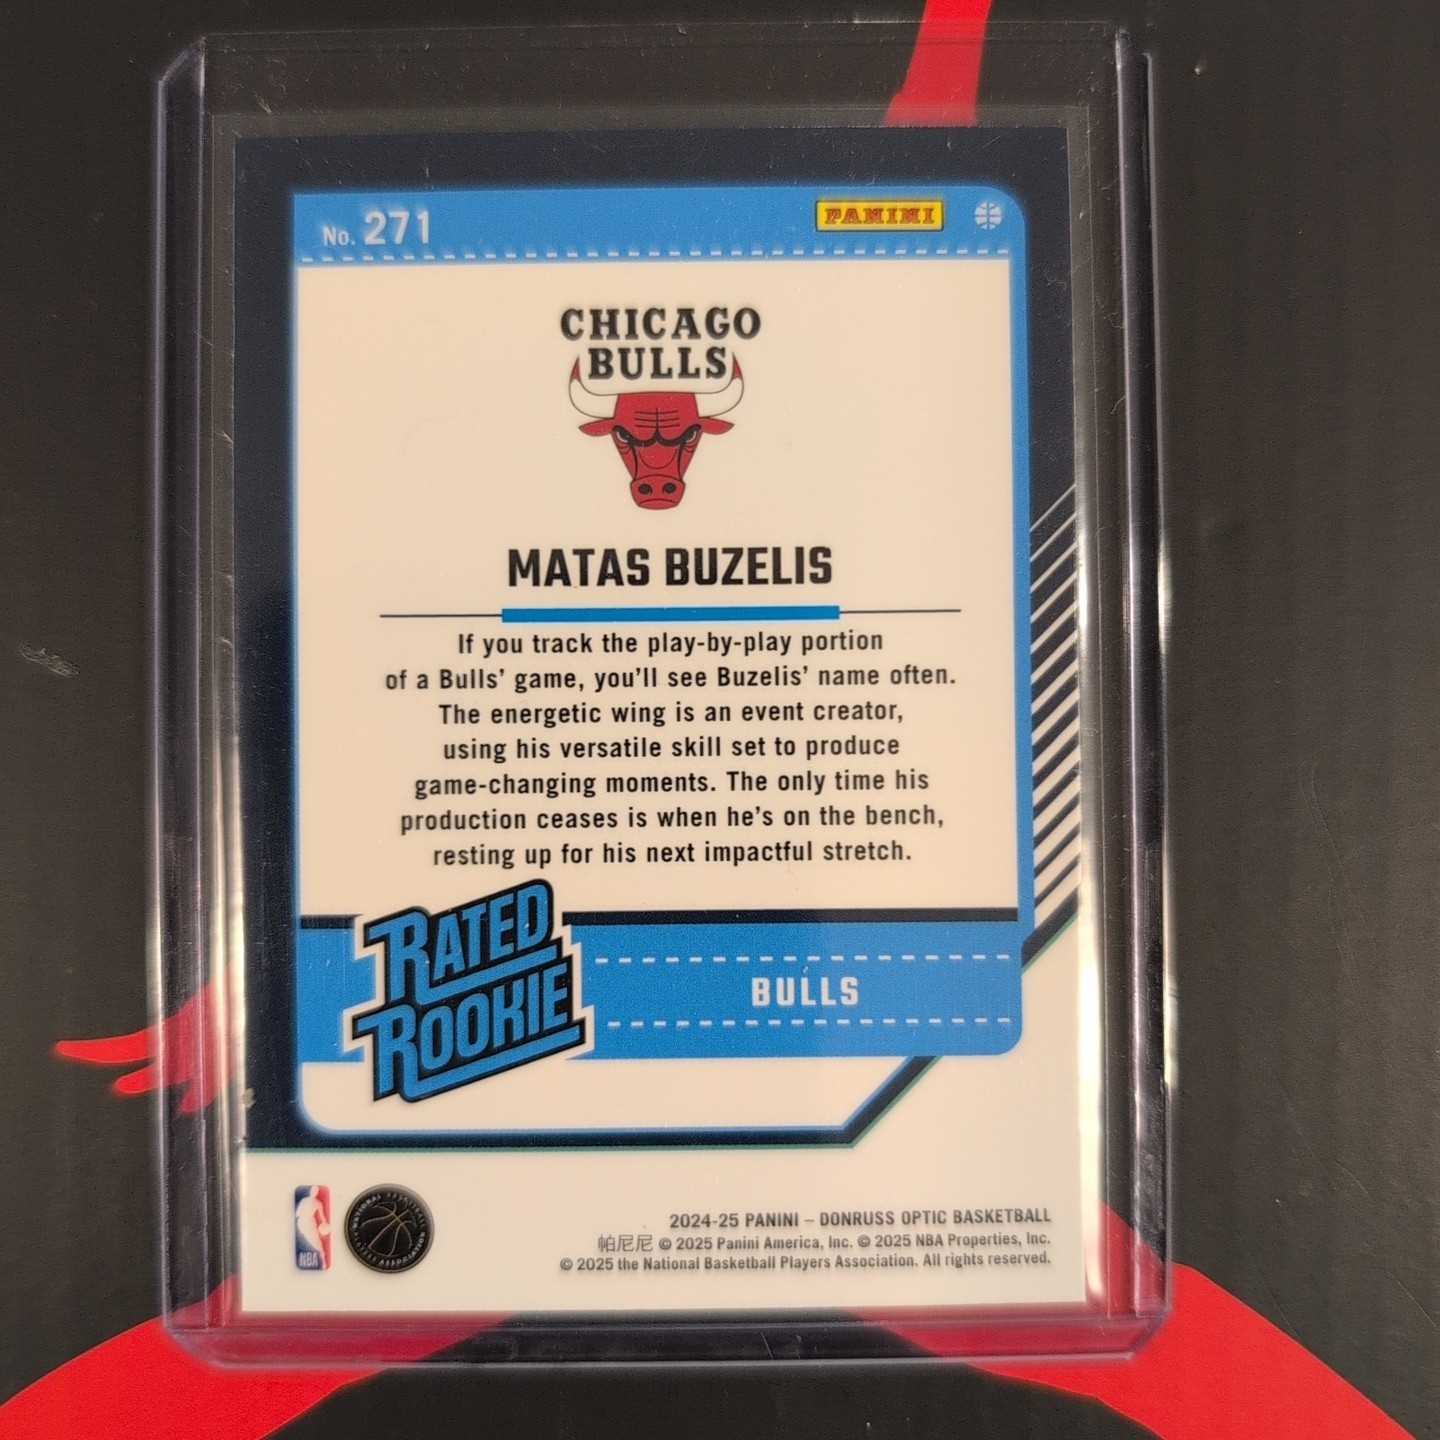 No. 271
PANINI
CHICAGO
BULLS
MATAS BUZELIS
If you track the play-by-play portion
of a Bulls' game, you'll see Buzelis' name often.
The energetic wing is an event creator,
using his versatile skill set to produce
game-changing moments. The only time his
production ceases is when he's on the bench,
resting up for his next impactful stretch.
RATED
ROOKIE
BULLS
NBA
NATIONAL BASKETBALL
PLAYERS ASSOCIATION
2024-25 PANINI – DONRUSS OPTIC BASKETBALL
帕尼尼 © 2025 Panini America, Inc. © 2025 NBA Properties, Inc.
© 2025 the National Basketball Players Association. All rights reserved.